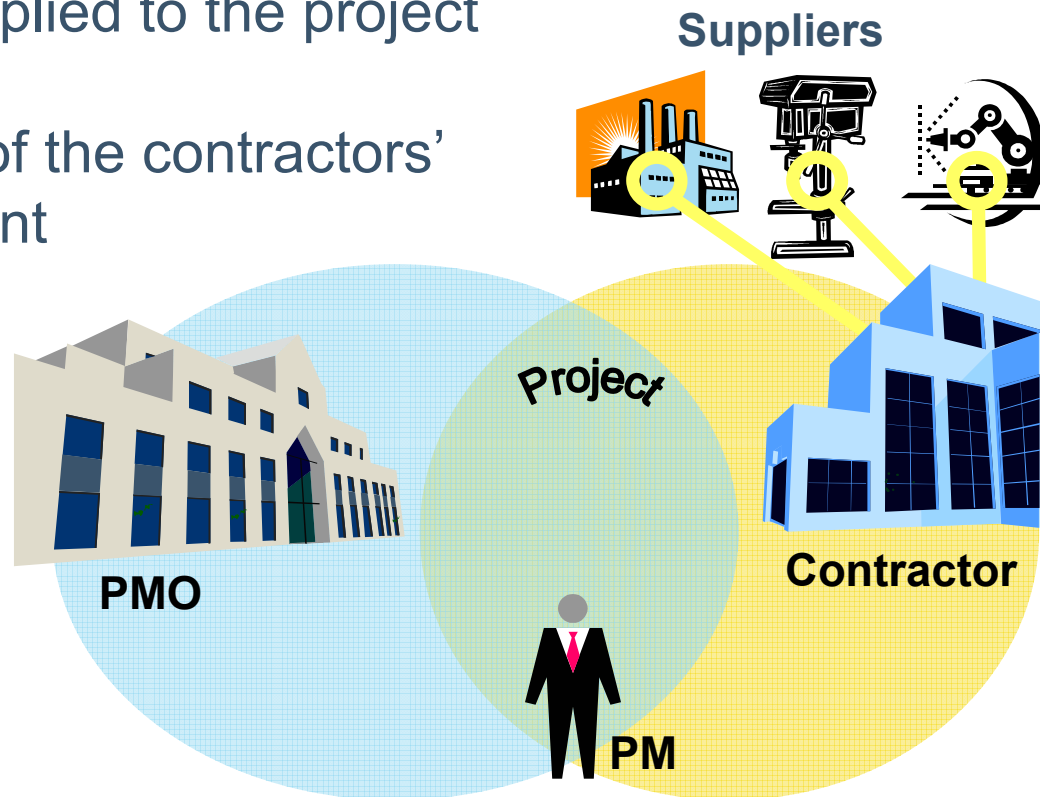 plied to the project
Suppliers
of the contractors'
nt
Project
PMO
Contractor
PM